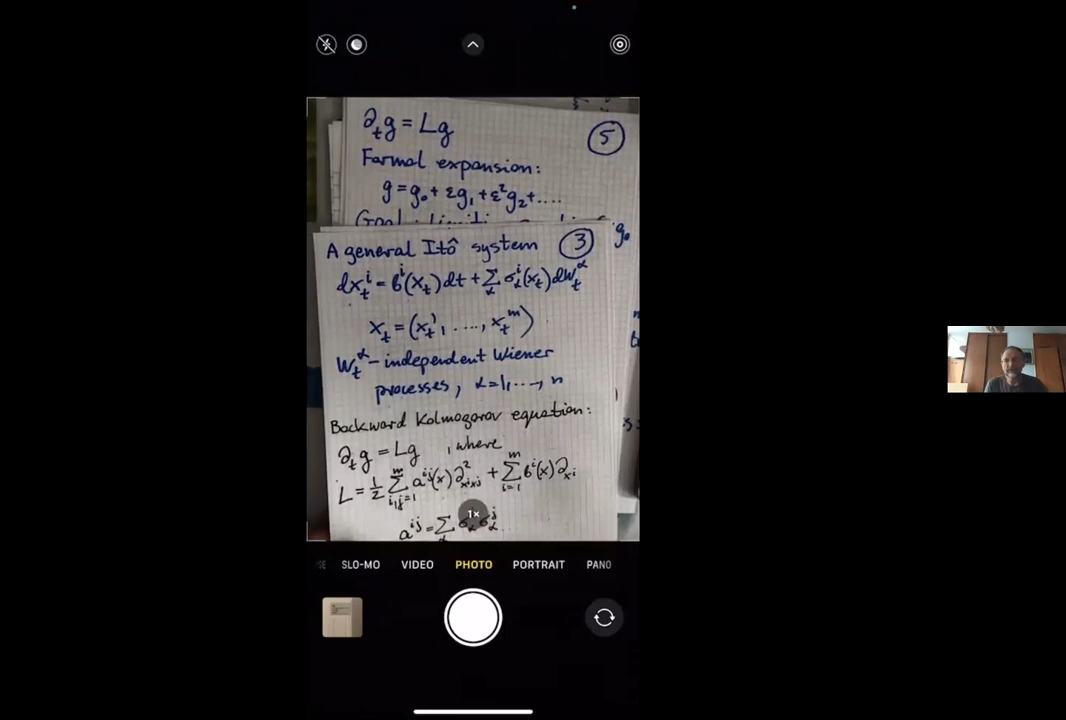 ∂_t g = Lg
⑤
Formal expansion:
g = g₀ + εg₁ + ε²g₂ + ....
g₀
A general Itô system
③
dx_t^i = b^i(x_t)dt + Σ_α σ_α^i(x_t)dW_t^α
x_t = (x_t^1, ...., x_t^m)
W_t^α – independent Wiener
processes, α = 1, ..., n
Backward Kolmogorov equation:
∂_t g = Lg , where
L = 1/2 Σ_{i,j=1}^m a^{ij}(x)∂²_{x^i x^j} + Σ_{i=1}^m b^i(x)∂_{x^i}
1x
SLO-MO VIDEO PHOTO PORTRAIT PANO